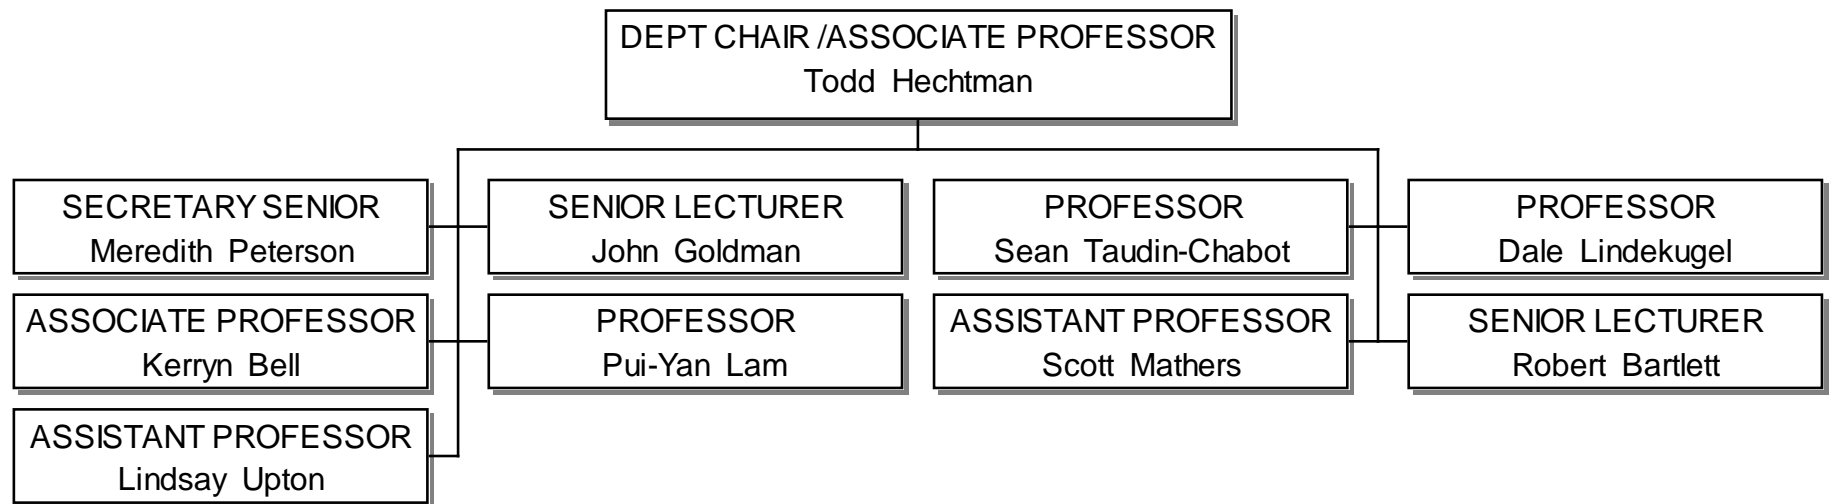 DEPT CHAIR /ASSOCIATE PROFESSOR
Todd Hechtman
SECRETARY SENIOR
Meredith Peterson
SENIOR LECTURER
John Goldman
PROFESSOR
Sean Taudin-Chabot
PROFESSOR
Dale Lindekugel
ASSOCIATE PROFESSOR
Kerryn Bell
PROFESSOR
Pui-Yan Lam
ASSISTANT PROFESSOR
Scott Mathers
SENIOR LECTURER
Robert Bartlett
ASSISTANT PROFESSOR
Lindsay Upton